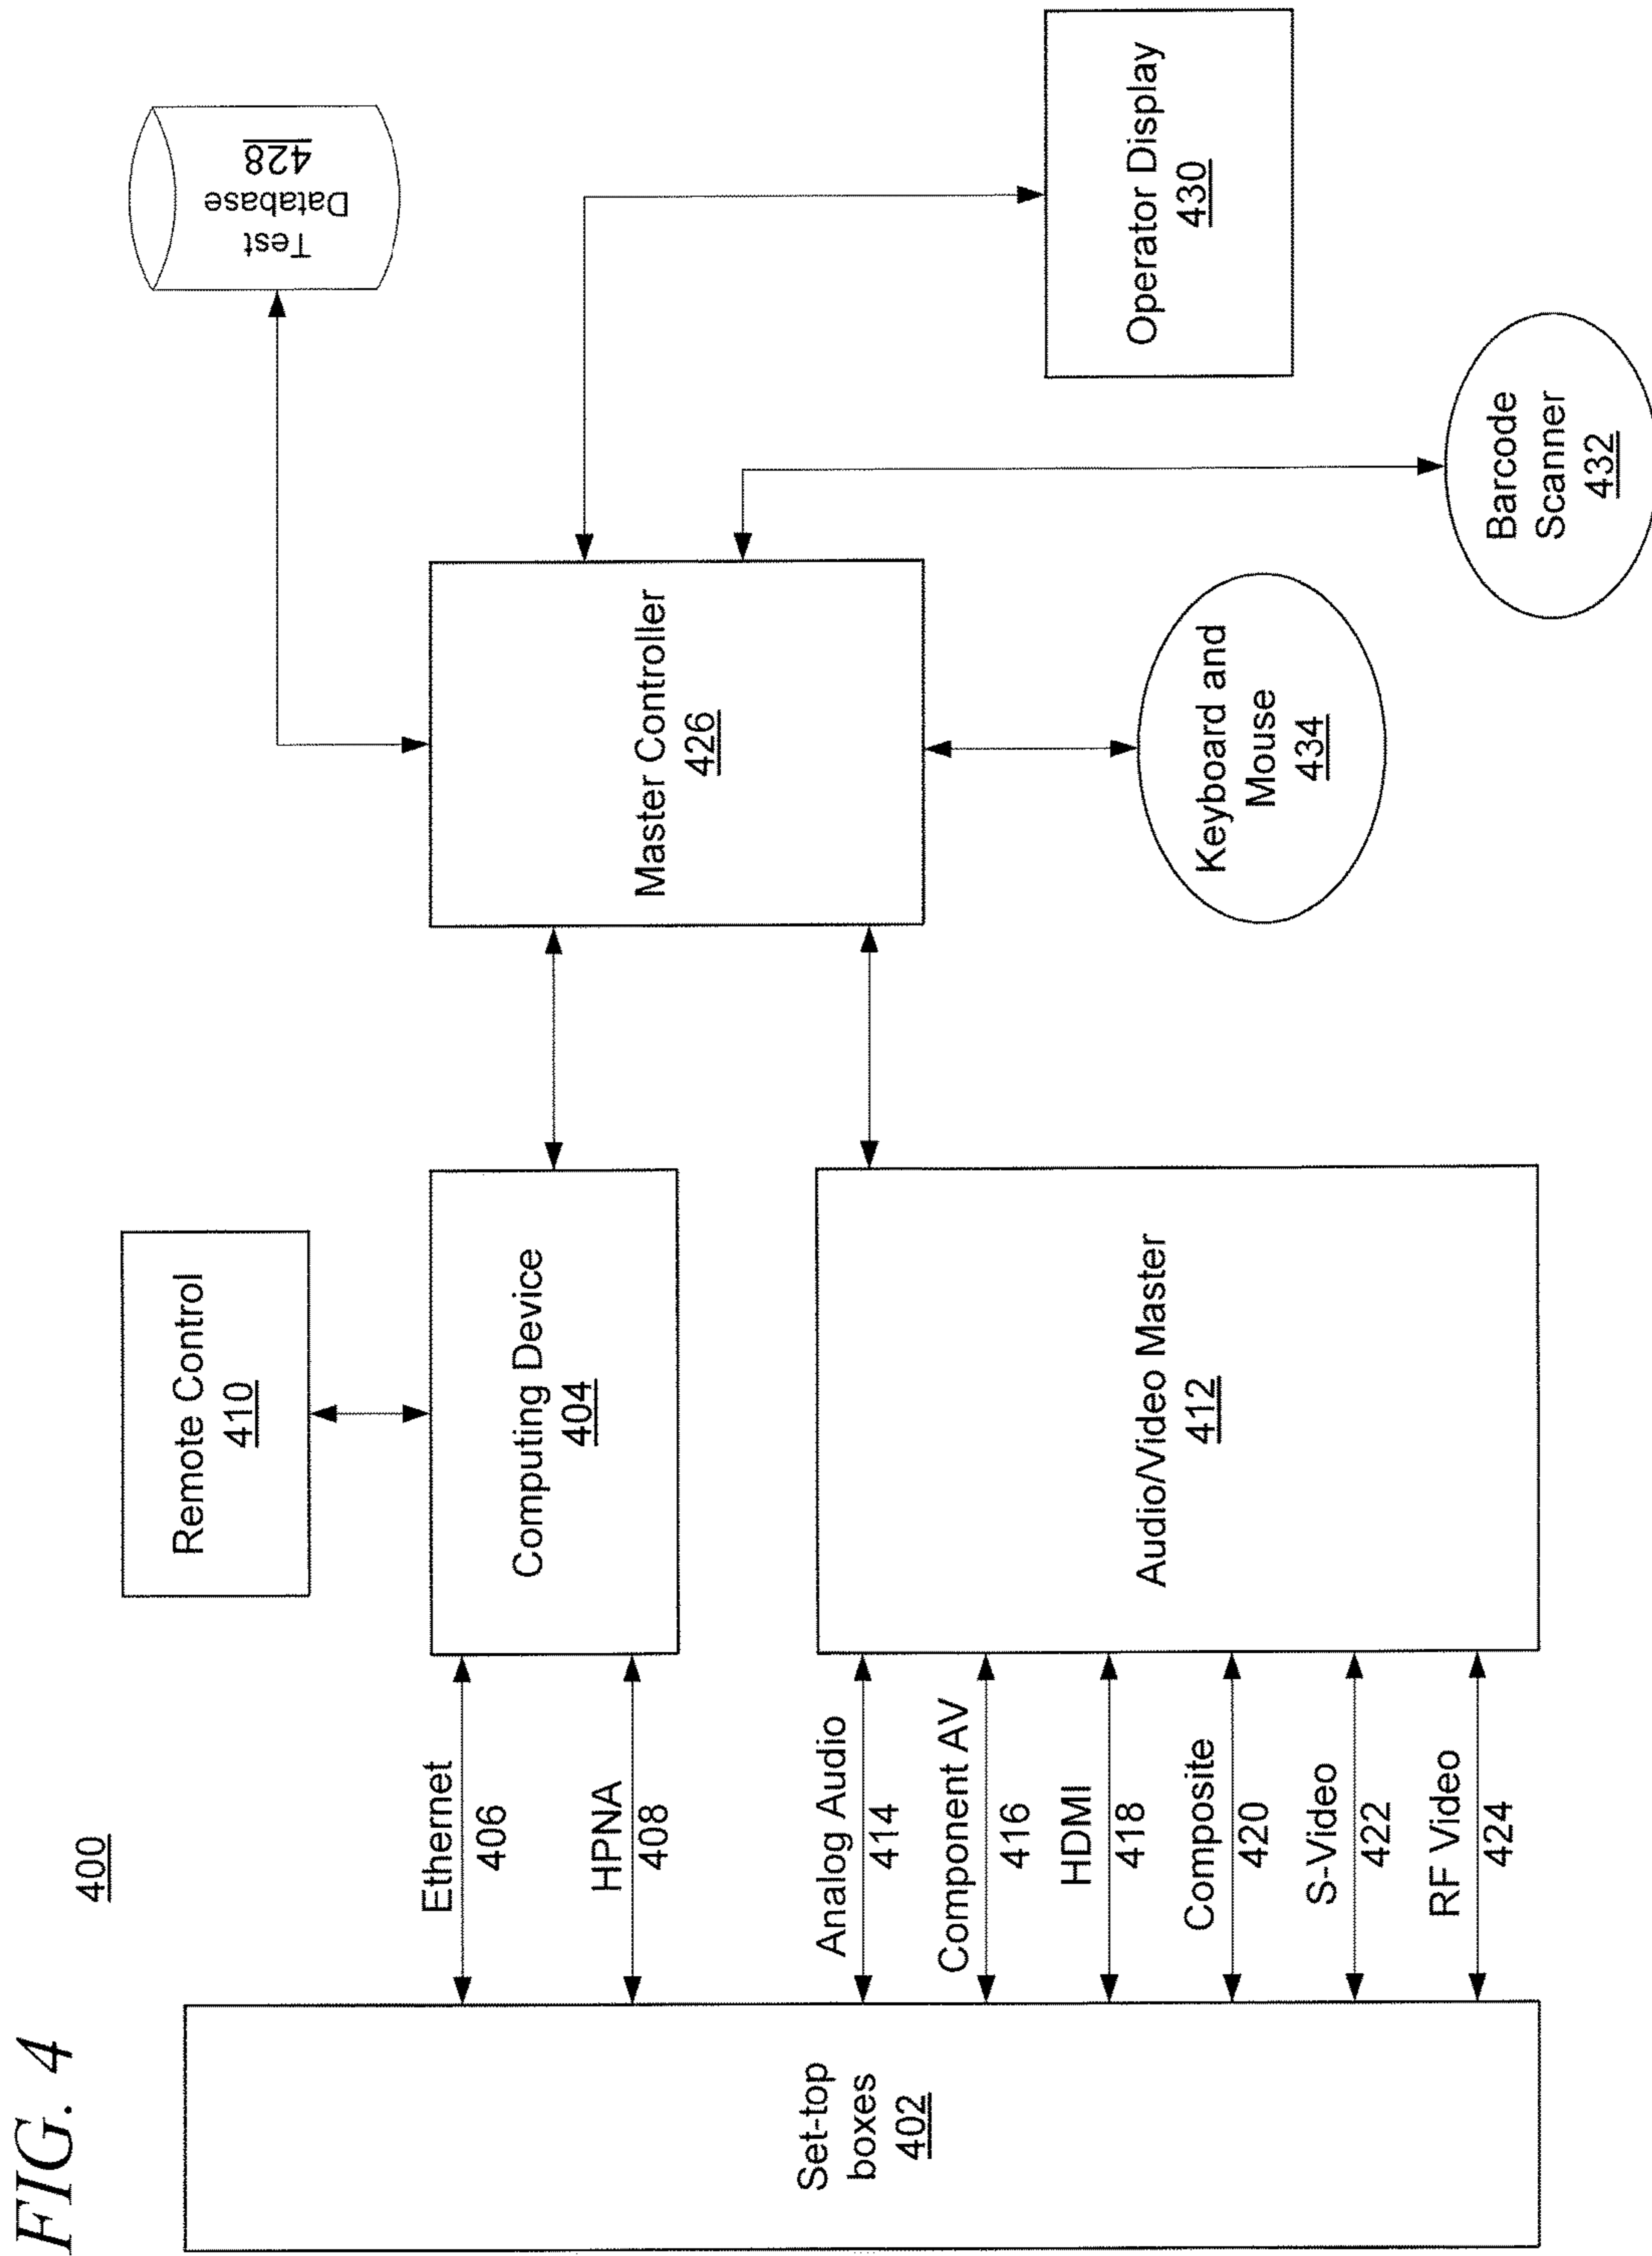 FIG. 4
400
Set-top
boxes
402
Ethernet
406
HPNA
408
Analog Audio
414
Component AV
416
HDMI
418
Composite
420
S-Video
422
RF Video
424
Remote Control
410
Computing Device
404
Audio/Video Master
412
Master Controller
426
Test
Database
428
Operator Display
430
Barcode
Scanner
432
Keyboard and
Mouse
434